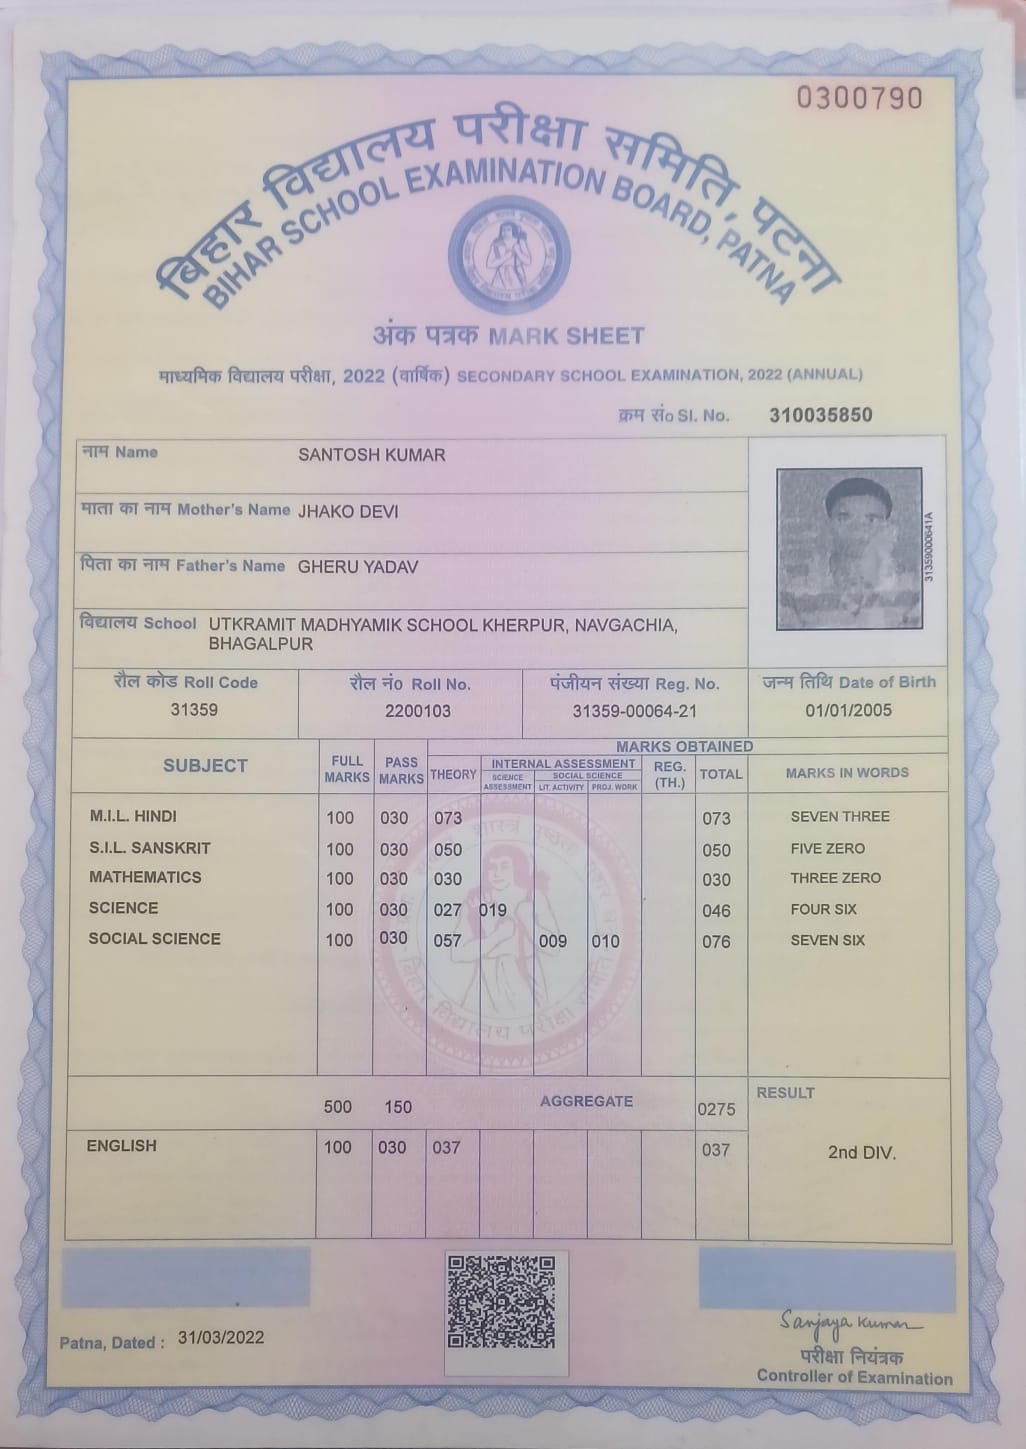 0300790
बिहार विद्यालय परीक्षा समिति, पटना
BIHAR SCHOOL EXAMINATION BOARD, PATNA
अंक पत्रक MARK SHEET
माध्यमिक विद्यालय परीक्षा, 2022 (वार्षिक) SECONDARY SCHOOL EXAMINATION, 2022 (ANNUAL)
क्रम सं० Sl. No. 310035850
नाम Name SANTOSH KUMAR
माता का नाम Mother's Name JHAKO DEVI
पिता का नाम Father's Name GHERU YADAV
313590000641A
विद्यालय School UTKRAMIT MADHYAMIK SCHOOL KHERPUR, NAVGACHIA,
BHAGALPUR
रौल कोड Roll Code रौल नं० Roll No. पंजीयन संख्या Reg. No. जन्म तिथि Date of Birth
31359 2200103 31359-00064-21 01/01/2005
SUBJECT FULL MARKS PASS MARKS MARKS OBTAINED
THEORY INTERNAL ASSESSMENT REG. (TH.) TOTAL MARKS IN WORDS
SCIENCE ASSESSMENT SOCIAL SCIENCE
LIT. ACTIVITY PROJ. WORK
M.I.L. HINDI 100 030 073 073 SEVEN THREE
S.I.L. SANSKRIT 100 030 050 050 FIVE ZERO
MATHEMATICS 100 030 030 030 THREE ZERO
SCIENCE 100 030 027 019 046 FOUR SIX
SOCIAL SCIENCE 100 030 057 009 010 076 SEVEN SIX
बिहार विद्यालय परीक्षा समिति
500 150 AGGREGATE 0275 RESULT
ENGLISH 100 030 037 037 2nd DIV.
Patna, Dated : 31/03/2022
Sanjaya Kumar
परीक्षा नियंत्रक
Controller of Examination